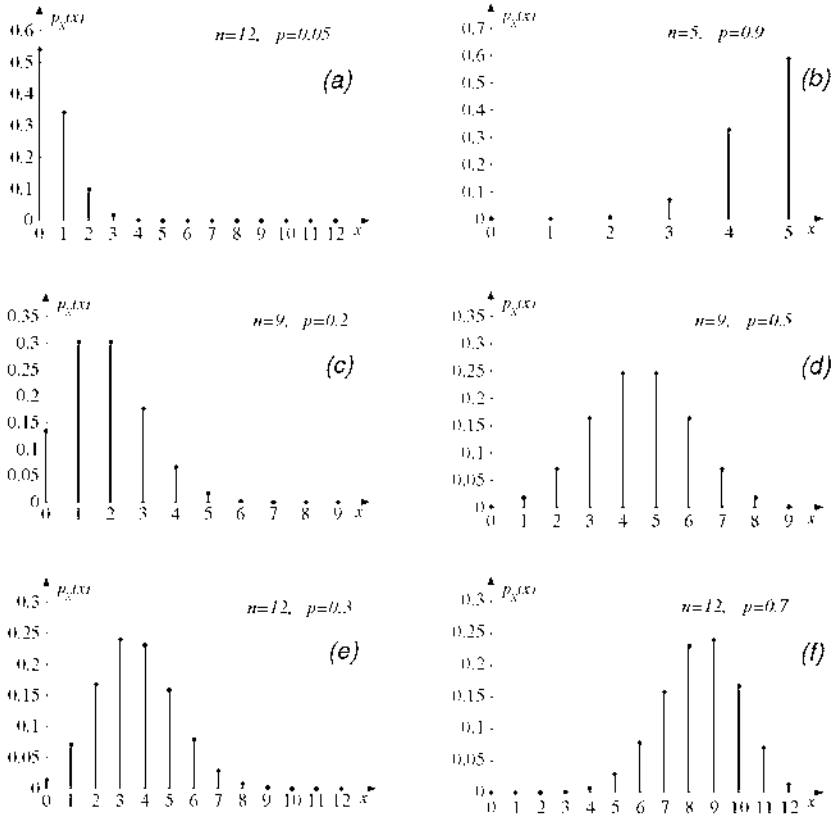 p_X(x)
n=12, p=0.05
(a)
0.6
0.5
0.4
0.3
0.2
0.1
0
0 1 2 3 4 5 6 7 8 9 10 11 12 x
p_X(x)
n=5, p=0.9
(b)
0.7
0.6
0.5
0.4
0.3
0.2
0.1
0
0 1 2 3 4 5 x
p_X(x)
n=9, p=0.2
(c)
0.35
0.3
0.25
0.2
0.15
0.1
0.05
0
0 1 2 3 4 5 6 7 8 9 x
p_X(x)
n=9, p=0.5
(d)
0.35
0.3
0.25
0.2
0.15
0.1
0.05
0
0 1 2 3 4 5 6 7 8 9 x
p_X(x)
n=12, p=0.3
(e)
0.3
0.25
0.2
0.15
0.1
0.05
0
0 1 2 3 4 5 6 7 8 9 10 11 12 x
p_X(x)
n=12, p=0.7
(f)
0.3
0.25
0.2
0.15
0.1
0.05
0
0 1 2 3 4 5 6 7 8 9 10 11 12 x